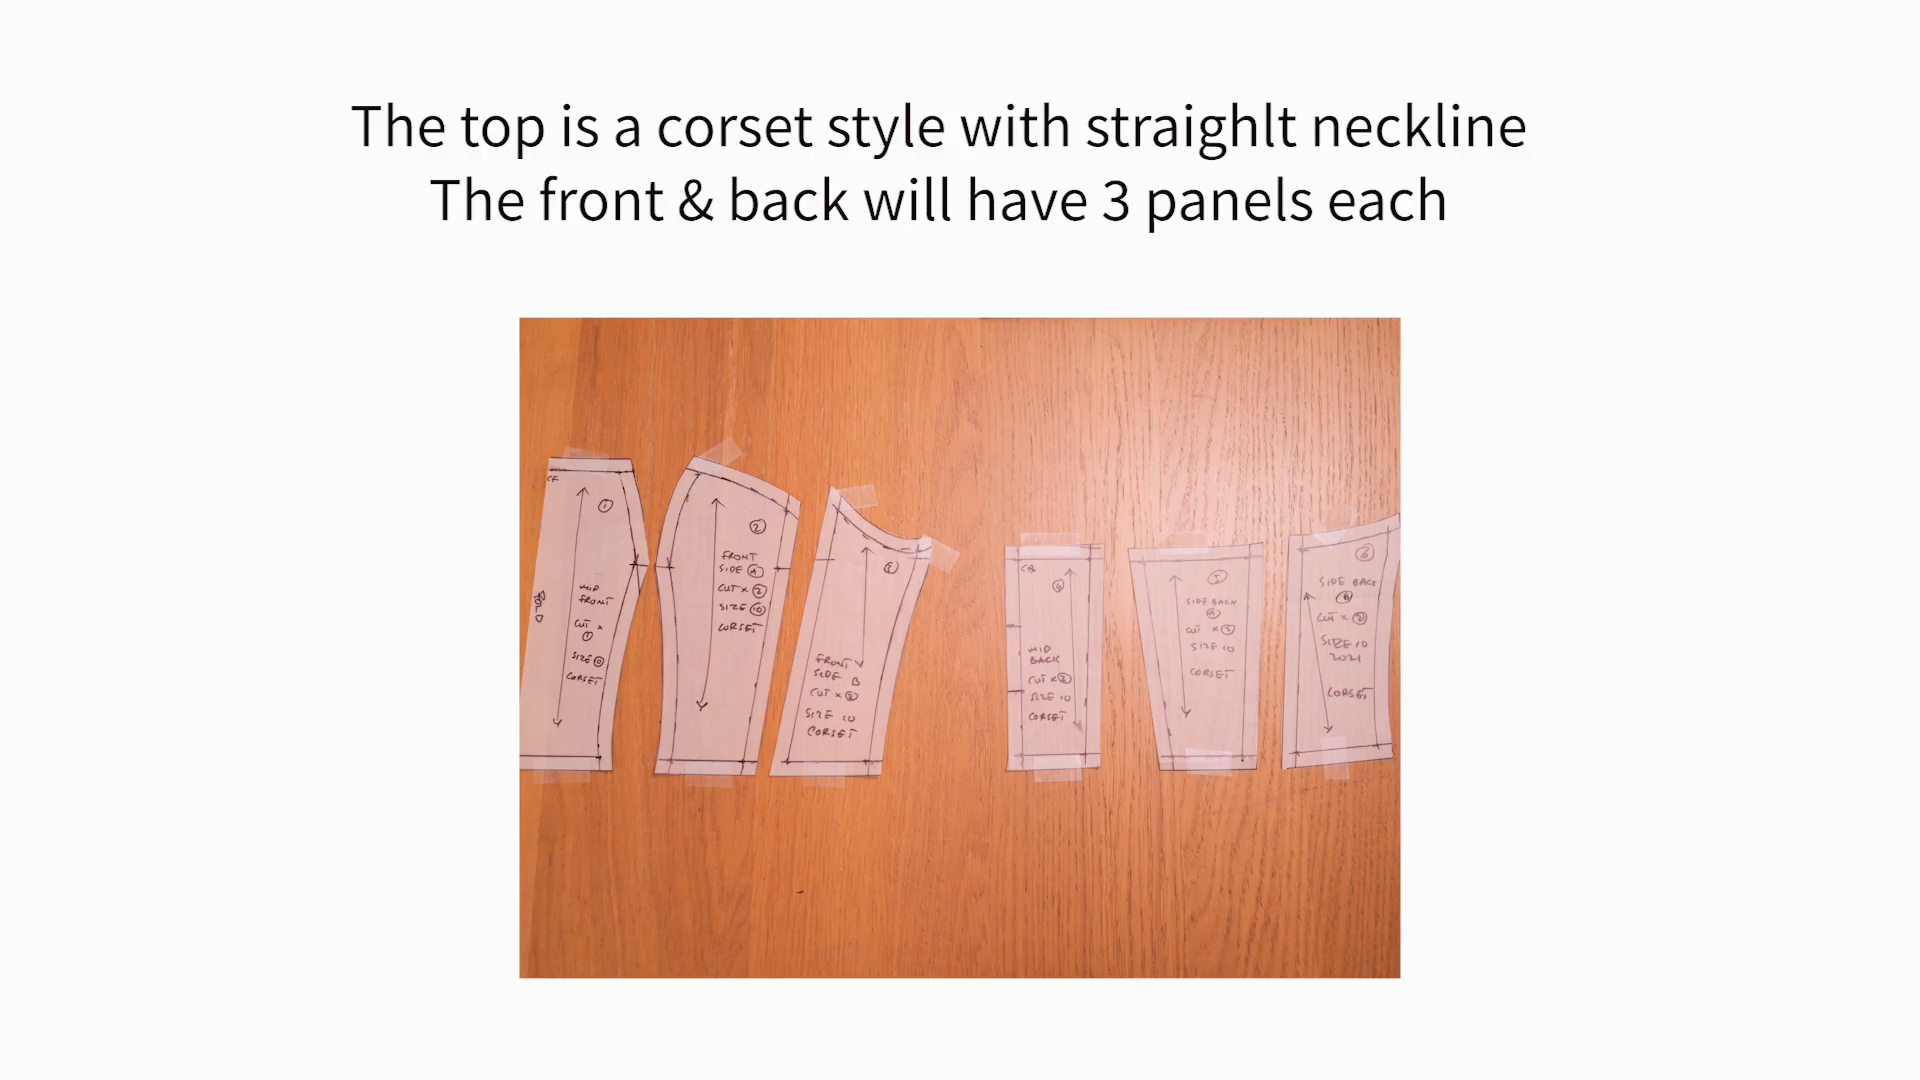 The top is a corset style with straighlt neckline
The front & back will have 3 panels each
CF
1
FOLD
MID
FRONT
CUT x
1
SIZE 10
CORSET
2
FRONT
SIDE A
CUT x 2
SIZE 10
CORSET
FRONT
SIDE B
CUT x 2
SIZE 10
CORSET
CB
4
MID
BACK
CUT x 2
SIZE 10
CORSET
5
SIDE BACK
A
CUT x 2
SIZE 10
CORSET
6
SIDE BACK
B
CUT x 2
SIZE 10
2021
CORSET